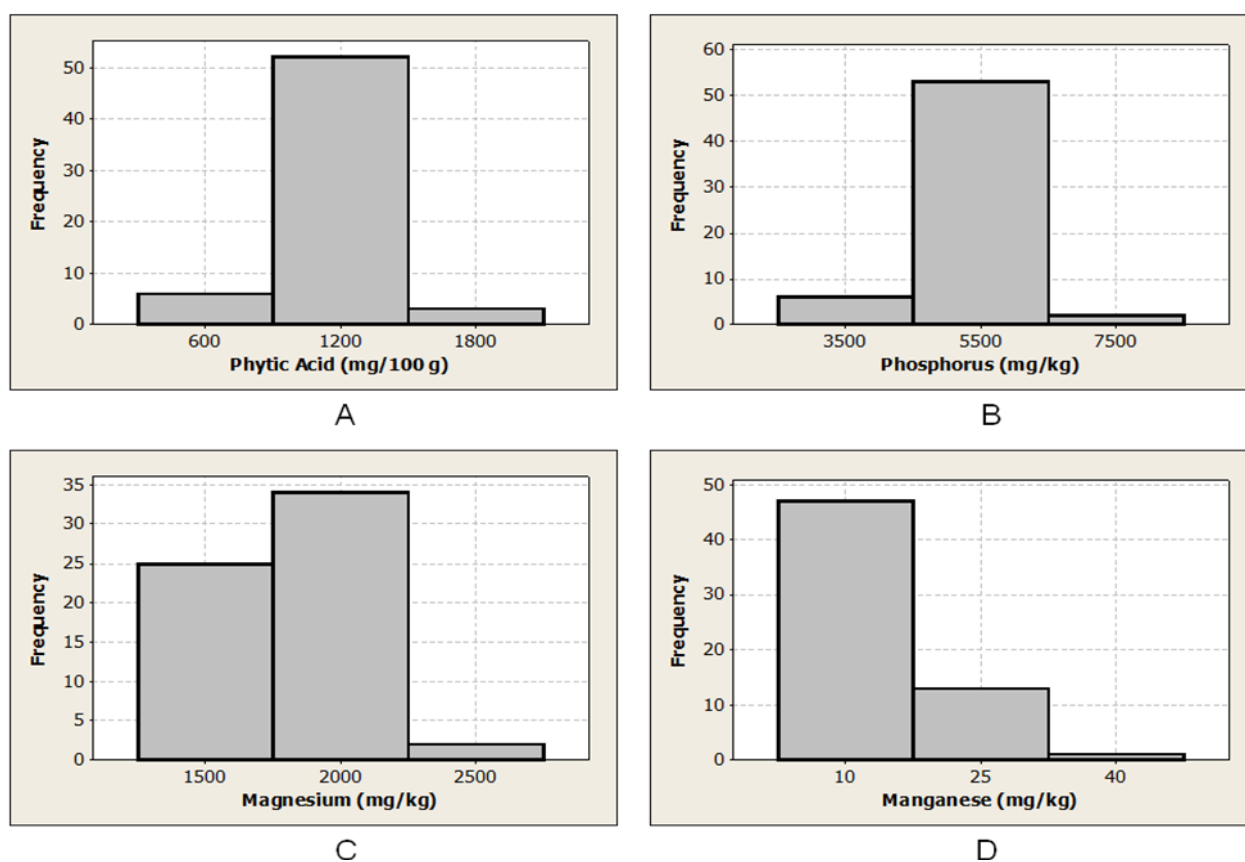 Frequency
50
40
30
20
10
0
600 1200 1800
Phytic Acid (mg/100 g)
A
Frequency
60
50
40
30
20
10
0
3500 5500 7500
Phosphorus (mg/kg)
B
Frequency
35
30
25
20
15
10
5
0
1500 2000 2500
Magnesium (mg/kg)
C
Frequency
50
40
30
20
10
0
10 25 40
Manganese (mg/kg)
D